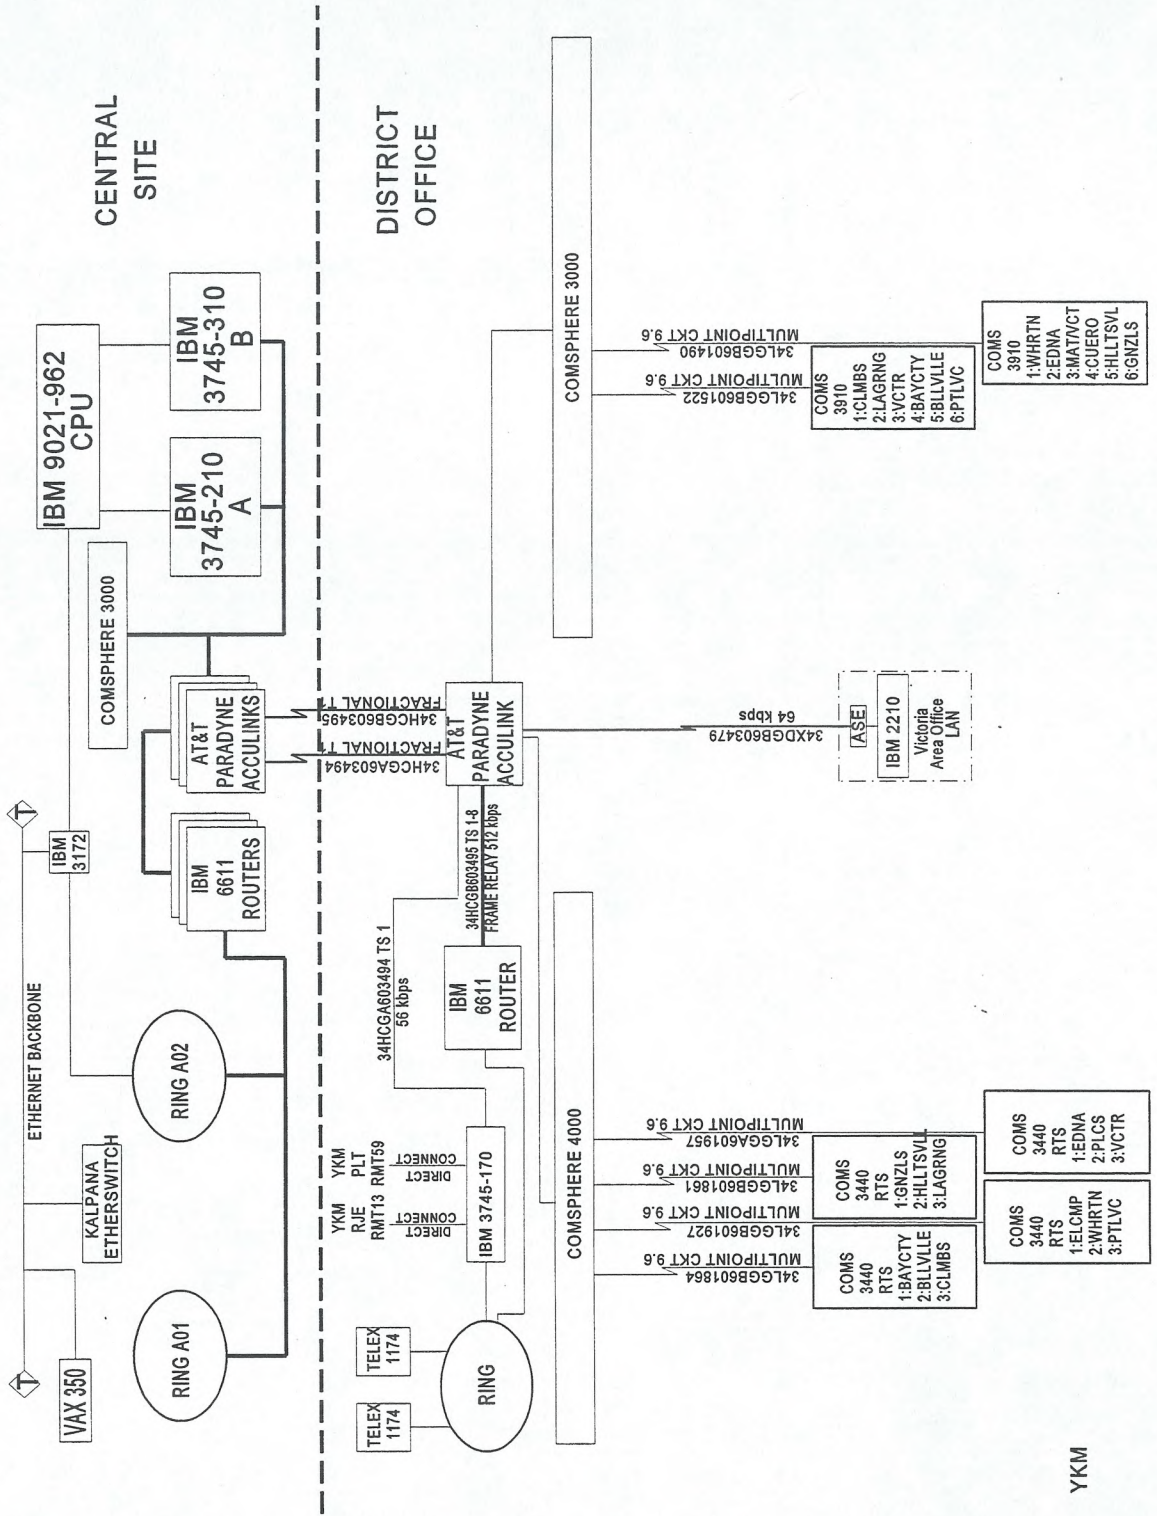 CENTRAL
SITE
T
ETHERNET BACKBONE
T
VAX 350
KALPANA
ETHERSWITCH
IBM
3172
IBM 9021-962
CPU
COMSPHERE 3000
IBM
3745-210
A
IBM
3745-310
B
RING A01
RING A02
IBM
6611
ROUTERS
AT&T
PARADYNE
ACCULINKS
DISTRICT
OFFICE
34HCGA603494
FRACTIONAL T1
34HCGB603495
FRACTIONAL T1
TELEX
1174
TELEX
1174
RING
YKM
RJE
RMT13
DIRECT
CONNECT
YKM
PLT
RMT59
DIRECT
CONNECT
IBM 3745-170
34HCGA603494 TS 1
56 kbps
IBM
6611
ROUTER
34HCGB603495 TS 1-8
FRAME RELAY 512 kbps
AT&T
PARADYNE
ACCULINK
COMSPHERE 4000
COMSPHERE 3000
34LGGB601864
MULTIPOINT CKT 9.6
34LGGB601927
MULTIPOINT CKT 9.6
34LGGB601861
MULTIPOINT CKT 9.6
34LGGA601957
MULTIPOINT CKT 9.6
34XDGB603479
64 kbps
34LGGB601522
MULTIPOINT CKT 9.6
34LGGB601490
MULTIPOINT CKT 9.6
COMS
3440
RTS
1:BAYCTY
2:BLLVLLE
3:CLMBS
COMS
3440
RTS
1:ELCMP
2:WHRTN
3:PTLVC
COMS
3440
RTS
1:GNZLS
2:HLLTSVLL
3:LAGRNG
COMS
3440
RTS
1:EDNA
2:PLCS
3:VCTR
ASE
IBM 2210
Victoria
Area Office
LAN
COMS
3910
1:CLMBS
2:LAGRNG
3:VCTR
4:BAYCTY
5:BLLVLLE
6:PTLVC
COMS
3910
1:WHRTN
2:EDNA
3:MAT/VCT
4:CUERO
5:HLLTSVL
6:GNZLS
YKM